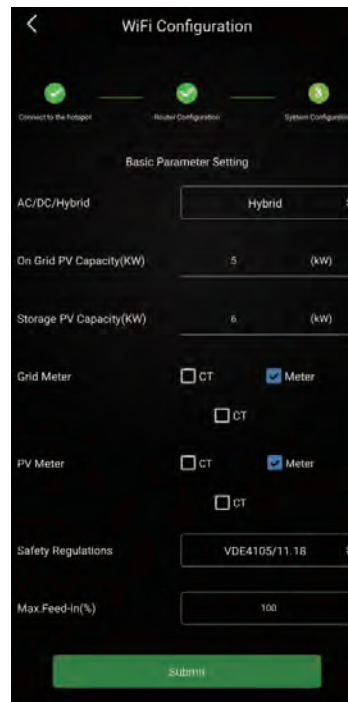 WiFi Configuration
Connect to the hotspot
Router Configuration
System Configuration
Basic Parameter Setting
AC/DC/Hybrid
Hybrid
On Grid PV Capacity(KW)
5
(kW)
Storage PV Capacity(KW)
6
(kW)
Grid Meter
CT
Meter
CT
PV Meter
CT
Meter
CT
Safety Regulations
VDE4105/11.18
Max.Feed-in(%)
100
Submit